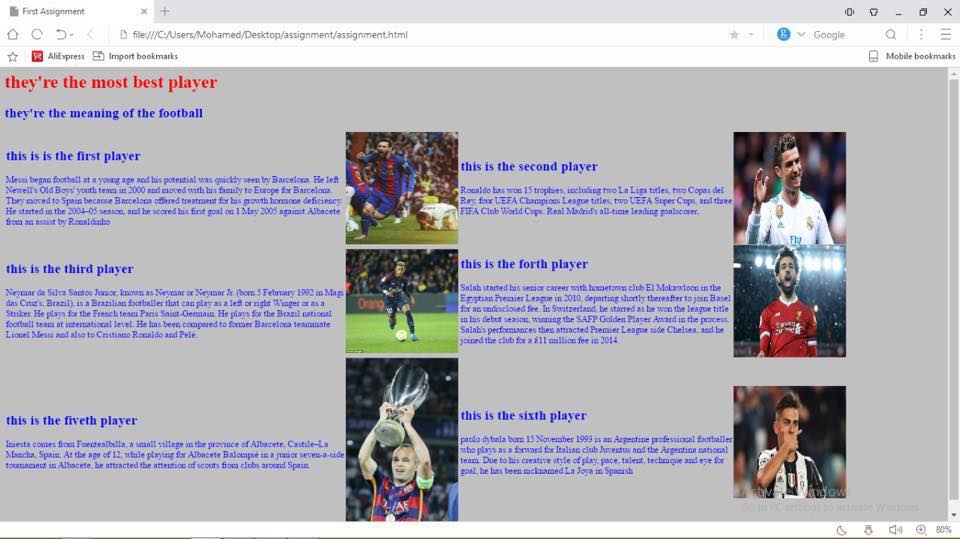 First Assignment
file:///C:/Users/Mohamed/Desktop/assignment/assignment.html
g
Google
AliExpress
Import bookmarks
Mobile bookmarks
they're the most best player
they're the meaning of the football
this is is the first player
Messi began football at a young age and his potential was quickly seen by Barcelona. He left
Newell's Old Boys' youth team in 2000 and moved with his family to Europe for Barcelona.
They moved to Spain because Barcelona offered treatment for his growth hormone deficiency.
He started in the 2004–05 season, and he scored his first goal on 1 May 2005 against Albacete
from an assist by Ronaldinho
this is the second player
Ronaldo has won 15 trophies, including two La Liga titles, two Copas del
Rey, four UEFA Champions League titles, two UEFA Super Cups, and three
FIFA Club World Cups. Real Madrid's all-time leading goalscorer,
this is the third player
Neymar da Silva Santos Junior, known as Neymar or Neymar Jr. (born 5 February 1992 in Magi
das Cruz's, Brazil), is a Brazilian footballer that can play as a left or right Winger or as a
Striker. He plays for the French team Paris Saint-Germain. He plays for the Brazil national
football team at international level. He has been compared to former Barcelona teammate
Lionel Messi and also to Cristiano Ronaldo and Pelé.
this is the forth player
Salah started his senior career with hometown club El Mokawloon in the
Egyptian Premier League in 2010, departing shortly thereafter to join Basel
for an undisclosed fee. In Switzerland, he starred as he won the league title
in his debut season, winning the SAFP Golden Player Award in the process.
Salah's performances then attracted Premier League side Chelsea, and he
joined the club for a £11 million fee in 2014.
this is the fiveth player
Iniesta comes from Fuentealbilla, a small village in the province of Albacete, Castile–La
Mancha, Spain, At the age of 12, while playing for Albacete Balompié in a junior seven-a-side
tournament in Albacete, he attracted the attention of scouts from clubs around Spain.
this is the sixth player
paulo dybala born 15 November 1993 is an Argentine professional footballer
who plays as a forward for Italian club Juventus and the Argentina national
team. Due to his creative style of play, pace, talent, technique and eye for
goal, he has been nicknamed La Joya in Spanish
Activate Windows
Go to PC settings to activate Windows.
80%